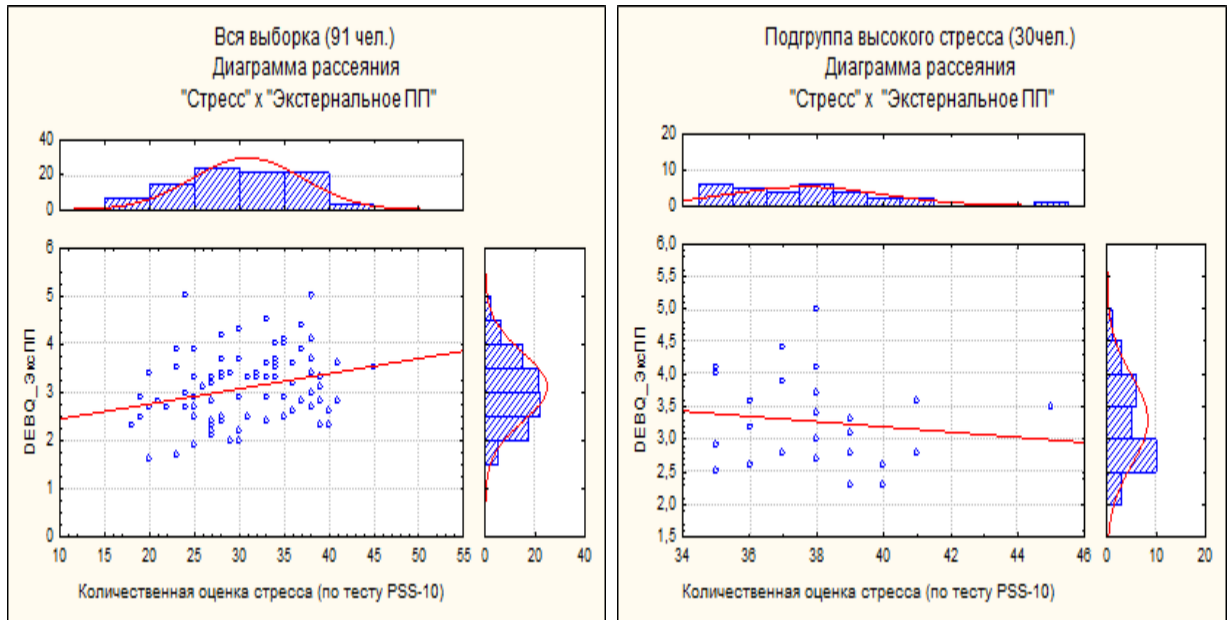 Вся выборка (91 чел.)
Диаграмма рассеяния
"Стресс" х "Экстернальное ПП"
40
20
0
6
5
4
3
2
1
0
DEBQ_ЭксПП
10 15 20 25 30 35 40 45 50 55
0 20 40
Количественная оценка стресса (по тесту PSS-10)
Подгруппа высокого стресса (30чел.)
Диаграмма рассеяния
"Стресс" х "Экстернальное ПП"
20
10
0
6,0
5,5
5,0
4,5
4,0
3,5
3,0
2,5
2,0
1,5
DEBQ_ЭксПП
34 36 38 40 42 44 46
0 10 20
Количественная оценка стресса (по тесту PSS-10)